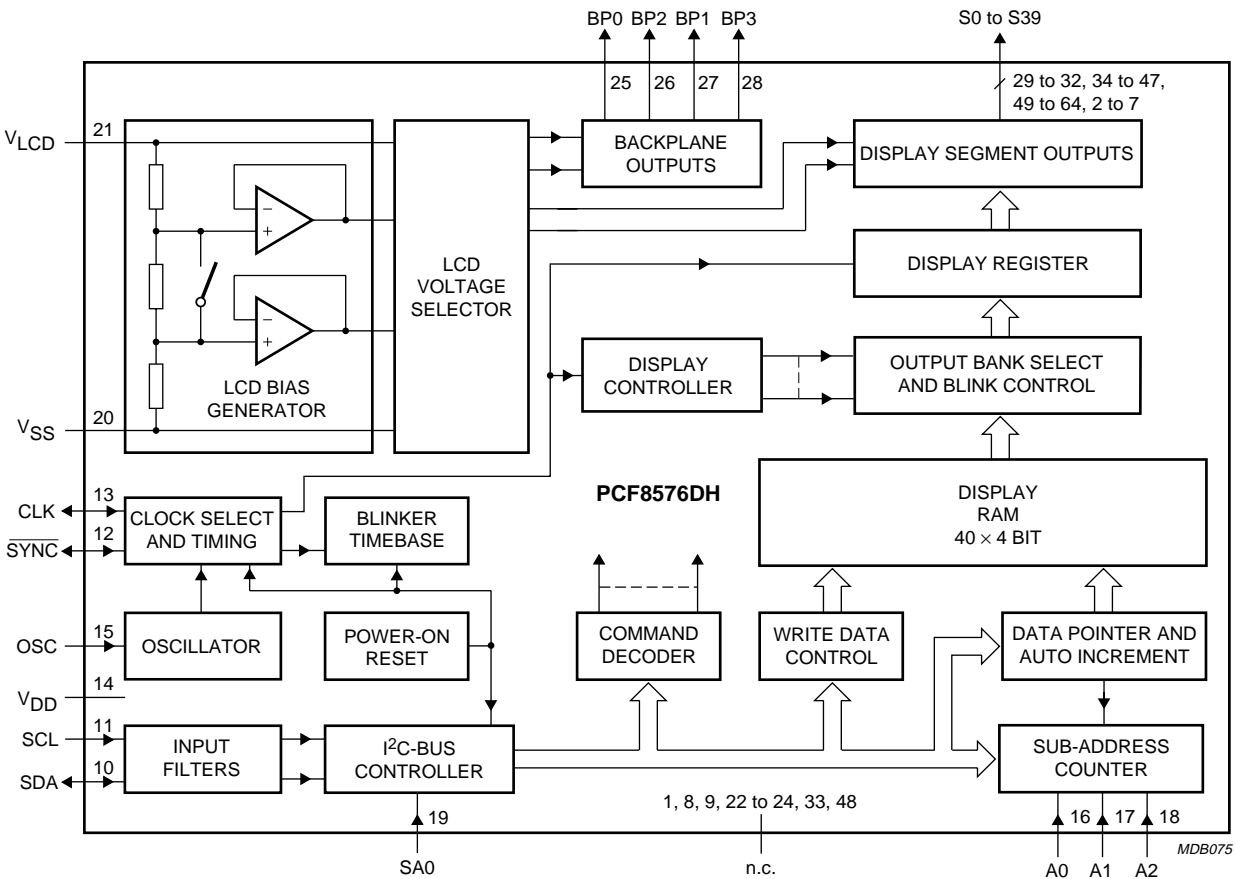 BP0 BP2 BP1 BP3
S0 to S39
25
26
27
28
29 to 32, 34 to 47,
49 to 64, 2 to 7
VLCD
21
BACKPLANE
OUTPUTS
DISPLAY SEGMENT OUTPUTS
−
+
LCD
VOLTAGE
SELECTOR
DISPLAY REGISTER
−
+
LCD BIAS
GENERATOR
DISPLAY
CONTROLLER
OUTPUT BANK SELECT
AND BLINK CONTROL
VSS
20
PCF8576DH
DISPLAY
RAM
40 × 4 BIT
CLK
13
SYNC
12
CLOCK SELECT
AND TIMING
BLINKER
TIMEBASE
OSC
15
OSCILLATOR
POWER-ON
RESET
COMMAND
DECODER
WRITE DATA
CONTROL
DATA POINTER AND
AUTO INCREMENT
VDD
14
SCL
11
SDA
10
INPUT
FILTERS
I²C-BUS
CONTROLLER
SUB-ADDRESS
COUNTER
19
1, 8, 9, 22 to 24, 33, 48
16
17
18
SA0
n.c.
A0
A1
A2
MDB075